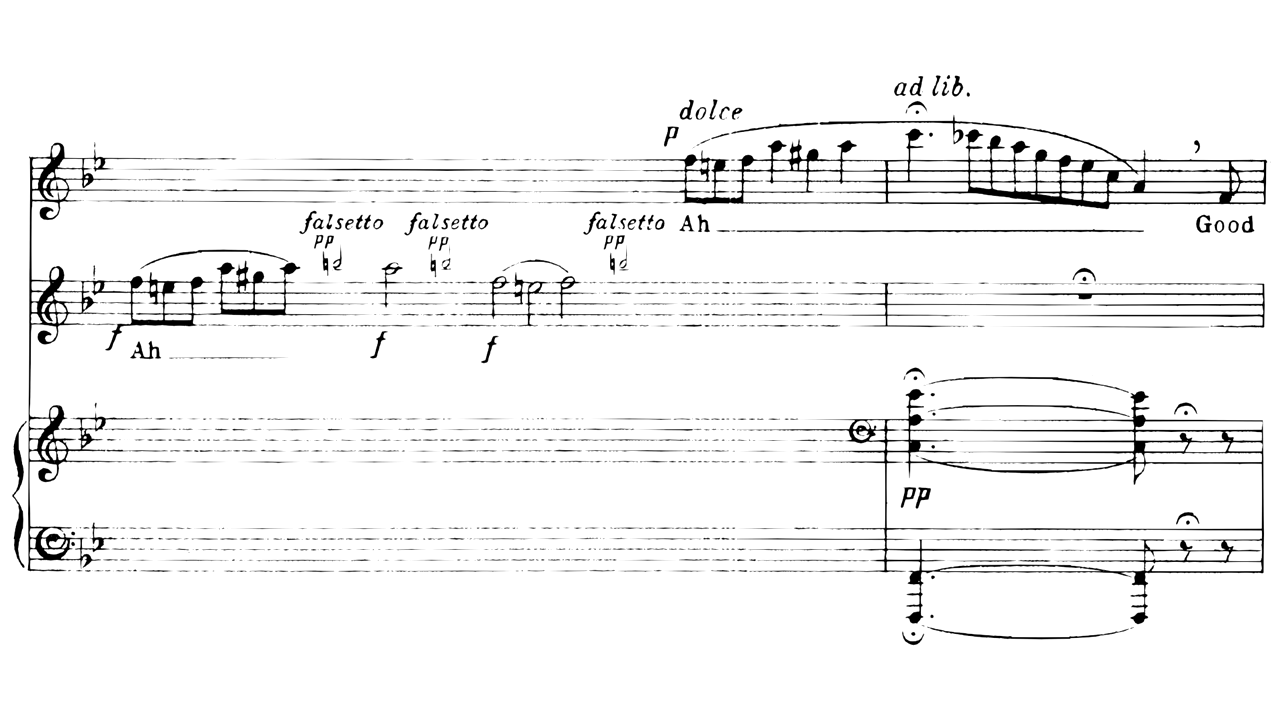 ad lib.
dolce
p
Ah Good
falsetto falsetto falsetto
pp pp pp
f Ah f f
pp